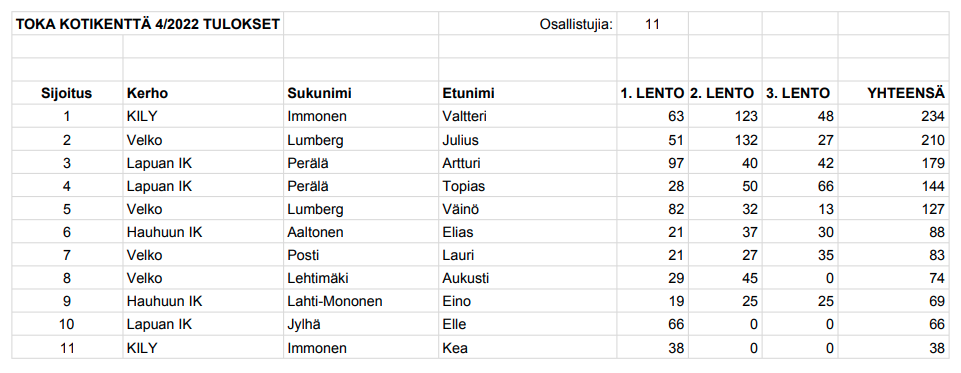 TOKA KOTIKENTTÄ 4/2022 TULOKSET Osallistujia: 11
Sijoitus Kerho Sukunimi Etunimi 1. LENTO 2. LENTO 3. LENTO YHTEENSÄ
1 KILY Immonen Valtteri 63 123 48 234
2 Velko Lumberg Julius 51 132 27 210
3 Lapuan IK Perälä Artturi 97 40 42 179
4 Lapuan IK Perälä Topias 28 50 66 144
5 Velko Lumberg Väinö 82 32 13 127
6 Hauhuun IK Aaltonen Elias 21 37 30 88
7 Velko Posti Lauri 21 27 35 83
8 Velko Lehtimäki Aukusti 29 45 0 74
9 Hauhuun IK Lahti-Mononen Eino 19 25 25 69
10 Lapuan IK Jylhä Elle 66 0 0 66
11 KILY Immonen Kea 38 0 0 38